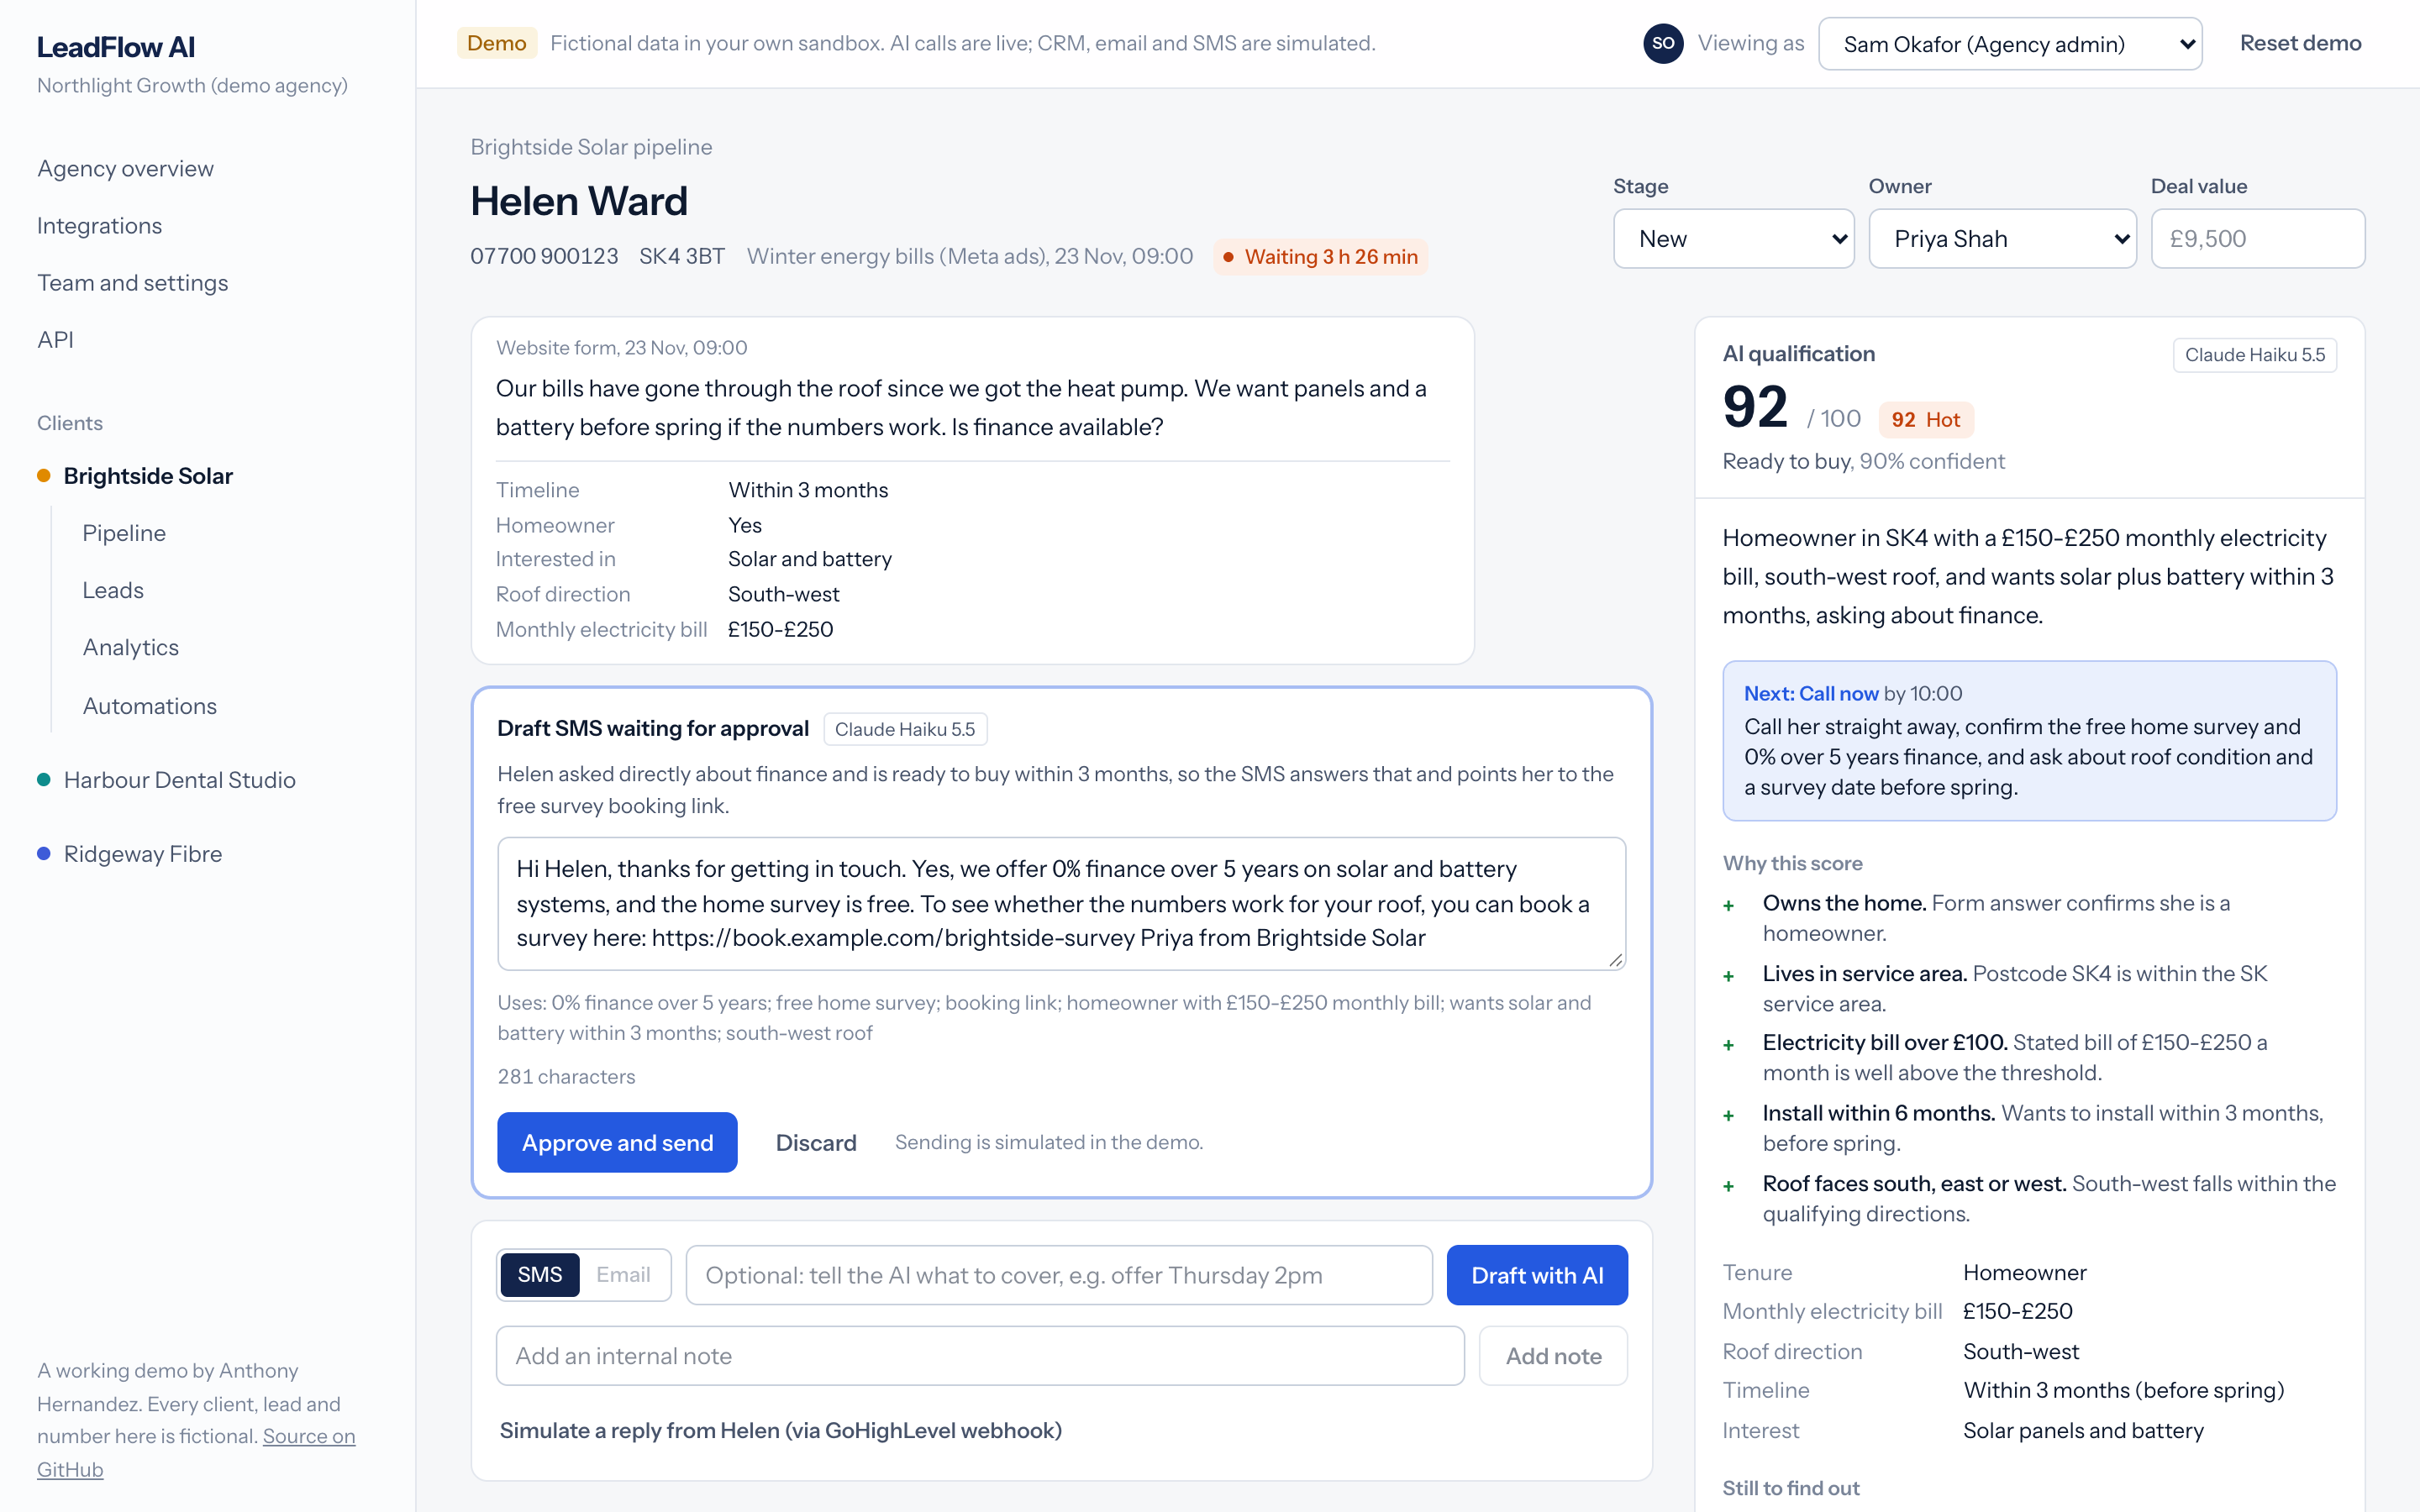 LeadFlow AI
Northlight Growth (demo agency)
Agency overview
Integrations
Team and settings
API
Clients
Brightside Solar
Pipeline
Leads
Analytics
Automations
Harbour Dental Studio
Ridgeway Fibre
A working demo by Anthony
Hernandez. Every client, lead and
number here is fictional. Source on
GitHub
Demo
Fictional data in your own sandbox. AI calls are live; CRM, email and SMS are simulated.
SO
Viewing as
Sam Okafor (Agency admin)
Reset demo
Brightside Solar pipeline
Helen Ward
07700 900123 SK4 3BT Winter energy bills (Meta ads), 23 Nov, 09:00 Waiting 3 h 26 min
Stage
New
Owner
Priya Shah
Deal value
£9,500
Website form, 23 Nov, 09:00
Our bills have gone through the roof since we got the heat pump. We want panels and a
battery before spring if the numbers work. Is finance available?
Timeline Within 3 months
Homeowner Yes
Interested in Solar and battery
Roof direction South-west
Monthly electricity bill £150-£250
Draft SMS waiting for approval Claude Haiku 5.5
Helen asked directly about finance and is ready to buy within 3 months, so the SMS answers that and points her to the
free survey booking link.
Hi Helen, thanks for getting in touch. Yes, we offer 0% finance over 5 years on solar and battery
systems, and the home survey is free. To see whether the numbers work for your roof, you can book a
survey here: https://book.example.com/brightside-survey Priya from Brightside Solar
Uses: 0% finance over 5 years; free home survey; booking link; homeowner with £150-£250 monthly bill; wants solar and
battery within 3 months; south-west roof
281 characters
Approve and send
Discard
Sending is simulated in the demo.
SMS
Email
Optional: tell the AI what to cover, e.g. offer Thursday 2pm
Draft with AI
Add an internal note
Add note
Simulate a reply from Helen (via GoHighLevel webhook)
AI qualification
Claude Haiku 5.5
92 / 100 92 Hot
Ready to buy, 90% confident
Homeowner in SK4 with a £150-£250 monthly electricity
bill, south-west roof, and wants solar plus battery within 3
months, asking about finance.
Next: Call now by 10:00
Call her straight away, confirm the free home survey and
0% over 5 years finance, and ask about roof condition and
a survey date before spring.
Why this score
+ Owns the home. Form answer confirms she is a
homeowner.
+ Lives in service area. Postcode SK4 is within the SK
service area.
+ Electricity bill over £100. Stated bill of £150-£250 a
month is well above the threshold.
+ Install within 6 months. Wants to install within 3 months,
before spring.
+ Roof faces south, east or west. South-west falls within the
qualifying directions.
Tenure Homeowner
Monthly electricity bill £150-£250
Roof direction South-west
Timeline Within 3 months (before spring)
Interest Solar panels and battery
Still to find out